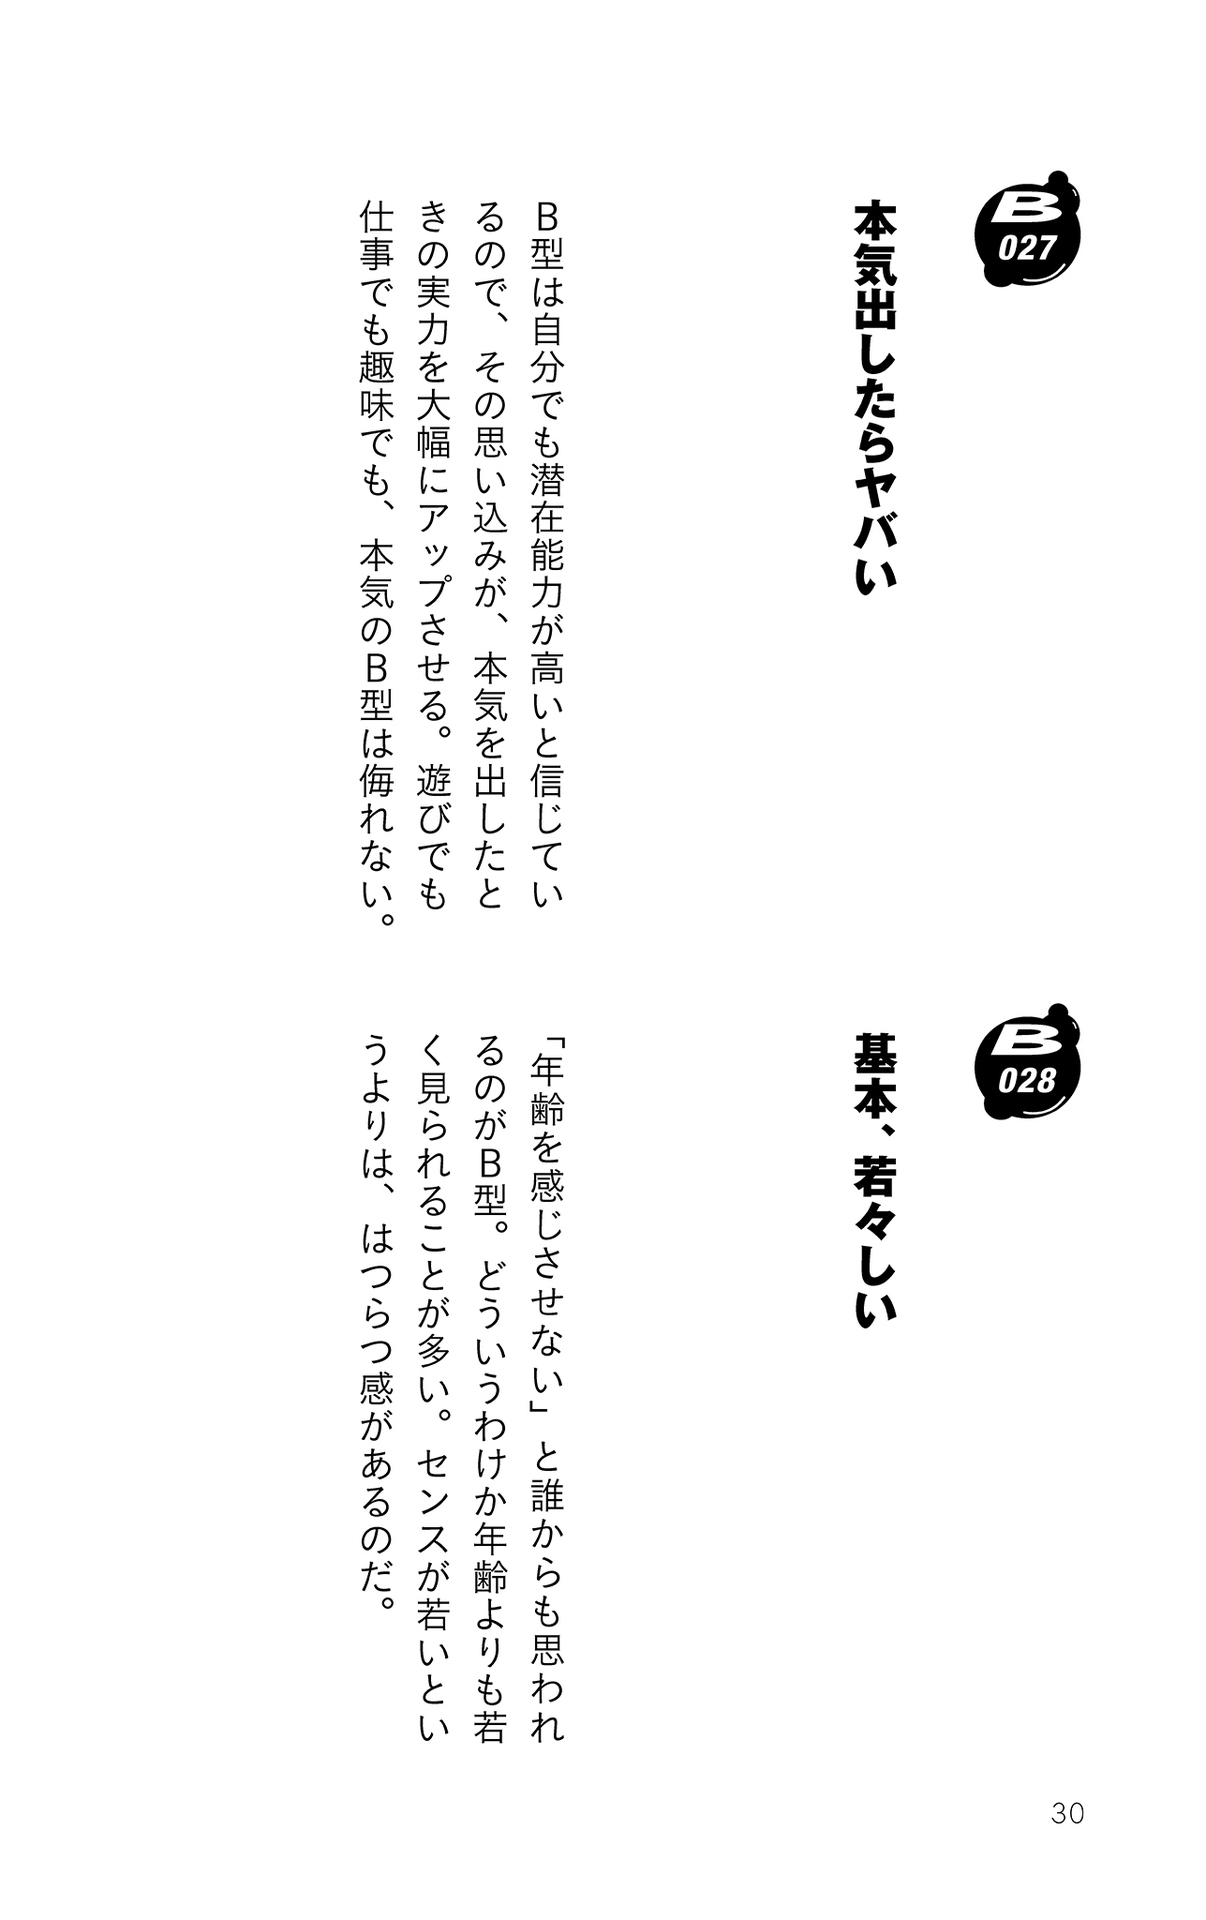 B
027
本気出したらヤバい
B型は自分でも潜在能力が高いと信じてい
るので、その思い込みが、本気を出したと
きの実力を大幅にアップさせる。遊びでも
仕事でも趣味でも、本気のB型は侮れない。
B
028
基本、若々しい
「年齢を感じさせない」と誰からも思われ
るのがB型。どういうわけか年齢よりも若
く見られることが多い。センスが若いとい
うよりは、はつらつ感があるのだ。
30